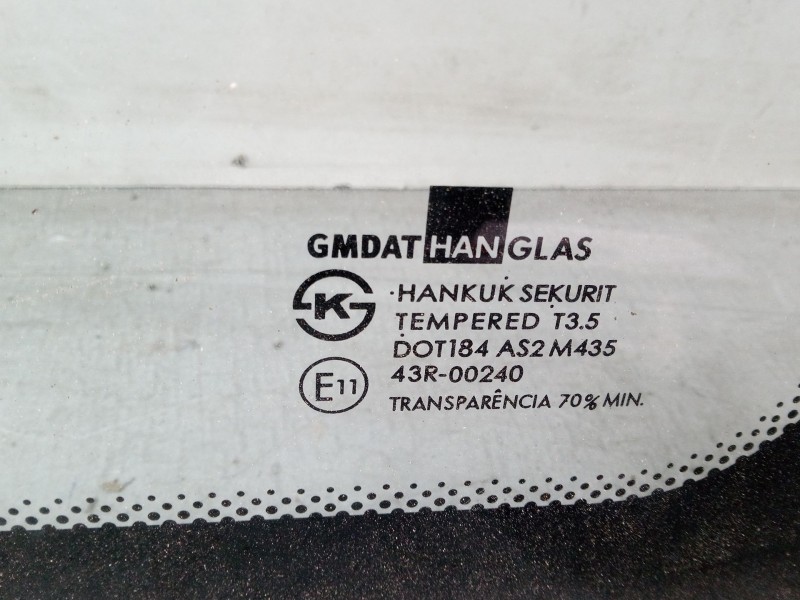 GMDAT HANGLAS
K
·HANKUK SEKURIT
TEMPERED T3.5
DOT184 AS2 M435
E11
43R-00240
TRANSPARÊNCIA 70% MIN.